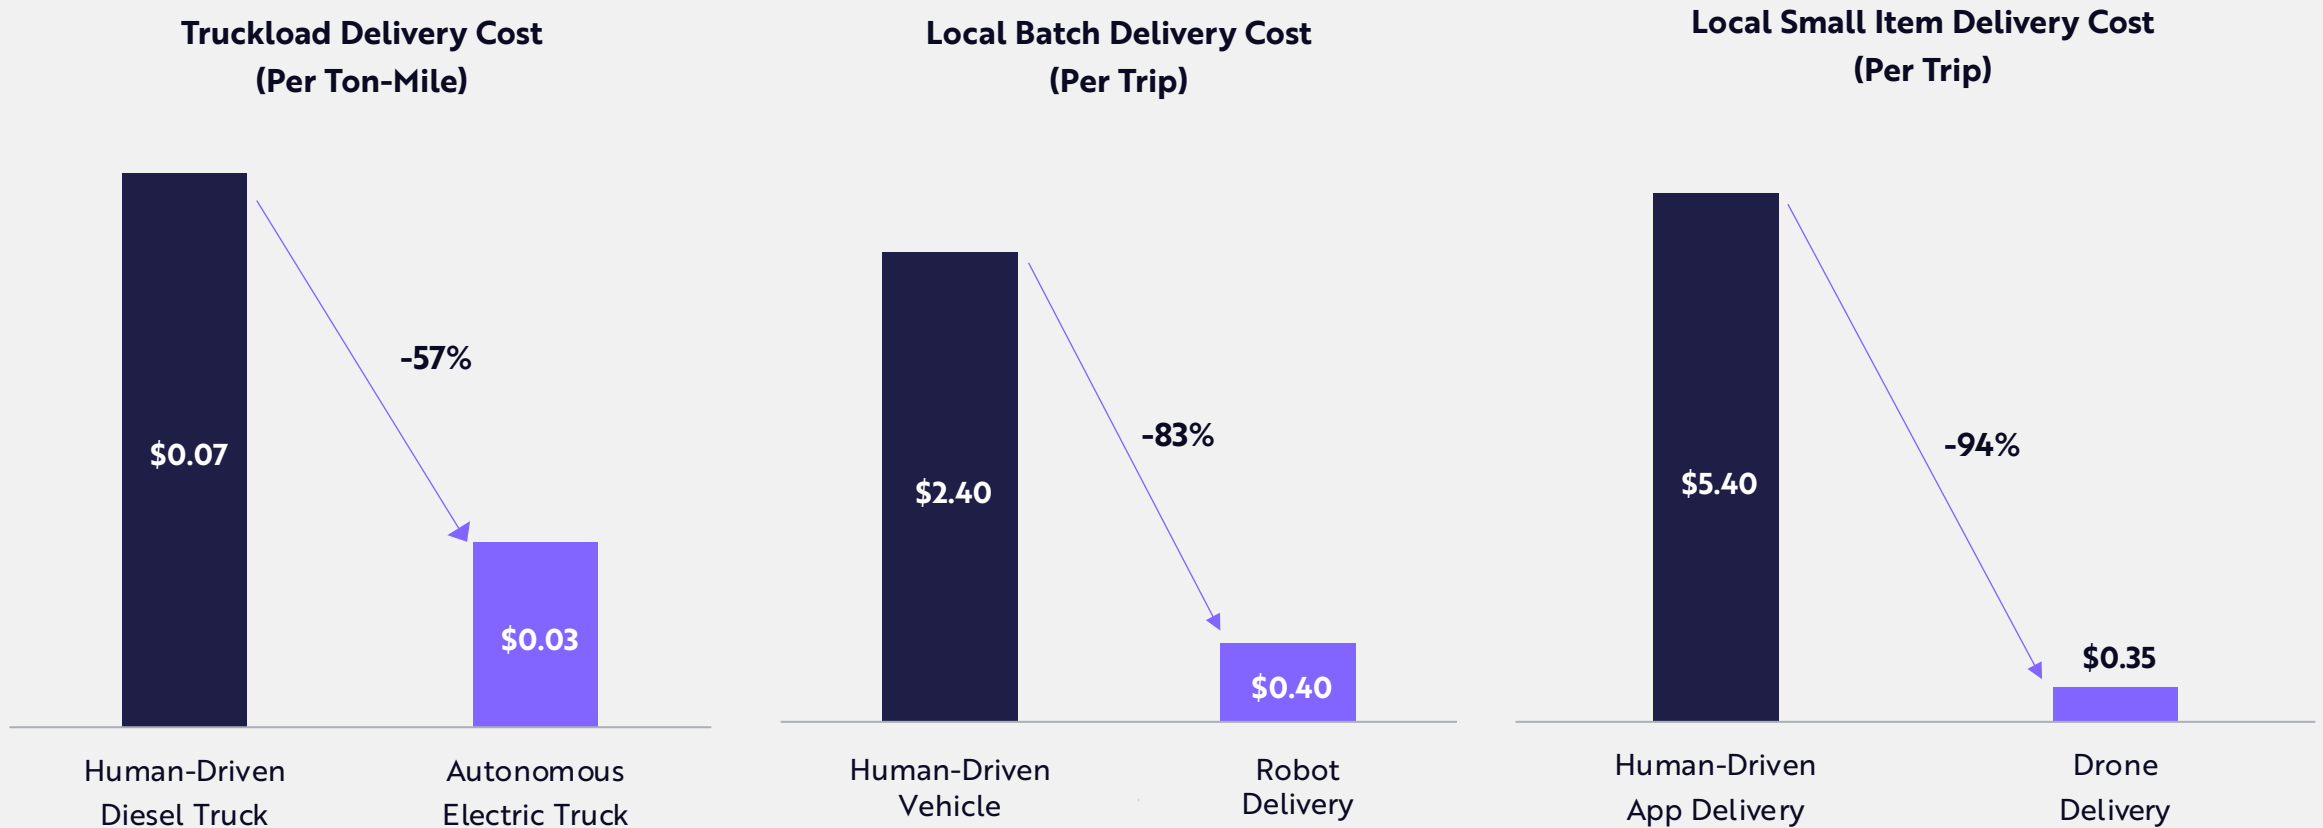 Truckload Delivery Cost
(Per Ton-Mile)
-57%
$0.07
$0.03
Human-Driven
Diesel Truck
Autonomous
Electric Truck
Local Batch Delivery Cost
(Per Trip)
-83%
$2.40
$0.40
Human-Driven
Vehicle
Robot
Delivery
Local Small Item Delivery Cost
(Per Trip)
-94%
$5.40
$0.35
Human-Driven
App Delivery
Drone
Delivery